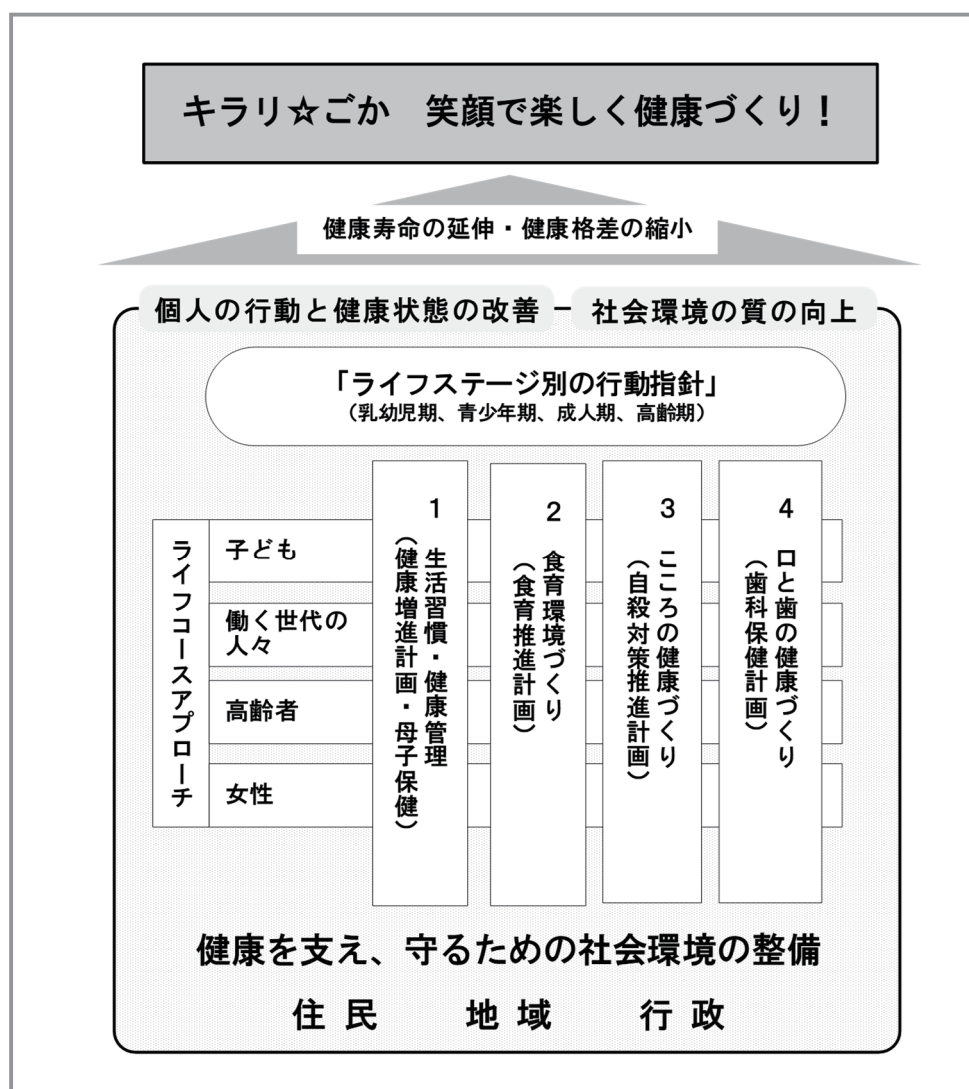 キラリ☆ごか　笑顔で楽しく健康づくり！
健康寿命の延伸・健康格差の縮小
個人の行動と健康状態の改善
社会環境の質の向上
「ライフステージ別の行動指針」
（乳幼児期、青少年期、成人期、高齢期）
ライフコースアプローチ
子ども
働く世代の
人々
高齢者
女性
1　生活習慣・健康管理
（健康増進計画・母子保健）
2　食育環境づくり
（食育推進計画）
3　こころの健康づくり
（自殺対策推進計画）
4　口と歯の健康づくり
（歯科保健計画）
健康を支え、守るための社会環境の整備
住民　地域　行政